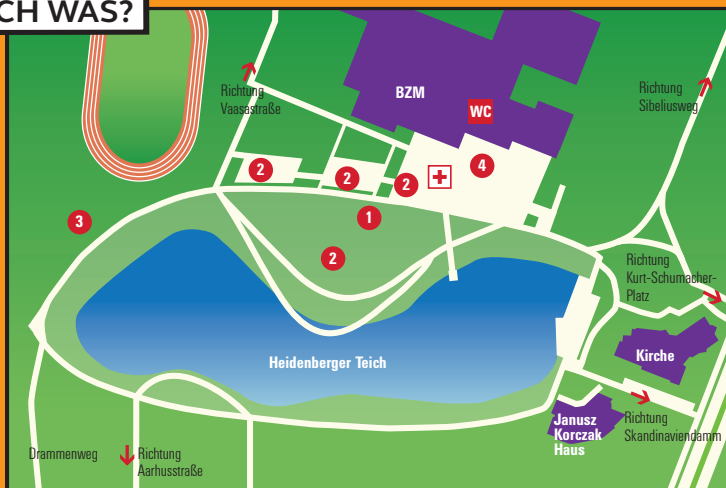 CH WAS?
BZM
WC
Richtung
Vaasastraße
Richtung
Sibeliusweg
2
2
2
4
1
3
2
Richtung
Kurt-Schumacher-
Platz
Heidenberger Teich
Kirche
Janusz
Korczak
Haus
Richtung
Skandinaviendamm
Drammenweg
Richtung
Aarhusstraße